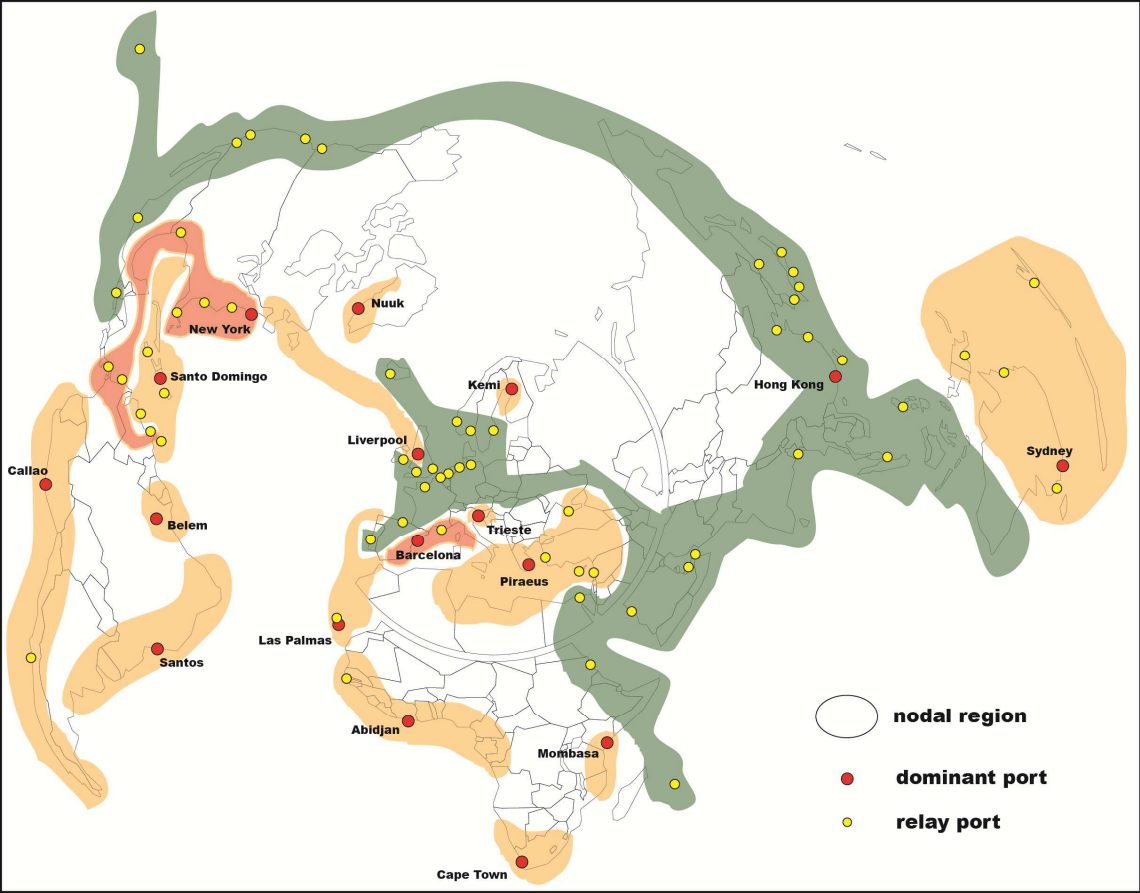 Nuuk
New York
Santo Domingo
Kemi
Hong Kong
Liverpool
Sydney
Callao
Belem
Trieste
Barcelona
Piraeus
Las Palmas
Santos
Abidjan
Mombasa
Cape Town
nodal region
dominant port
relay port